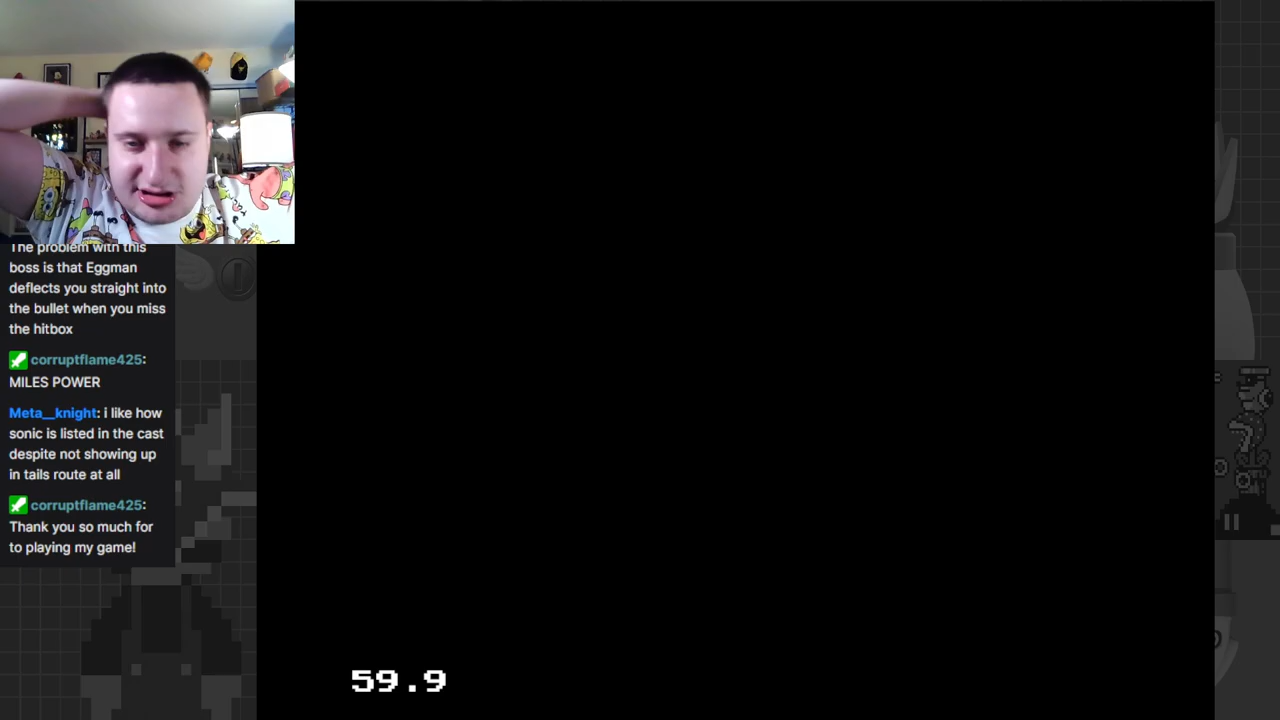 The problem with this
boss is that Eggman
deflects you straight into
the bullet when you miss
the hitbox
corruptflame425:
MILES POWER
Meta__knight: i like how
sonic is listed in the cast
despite not showing up
in tails route at all
corruptflame425:
Thank you so much for
to playing my game!
59.9